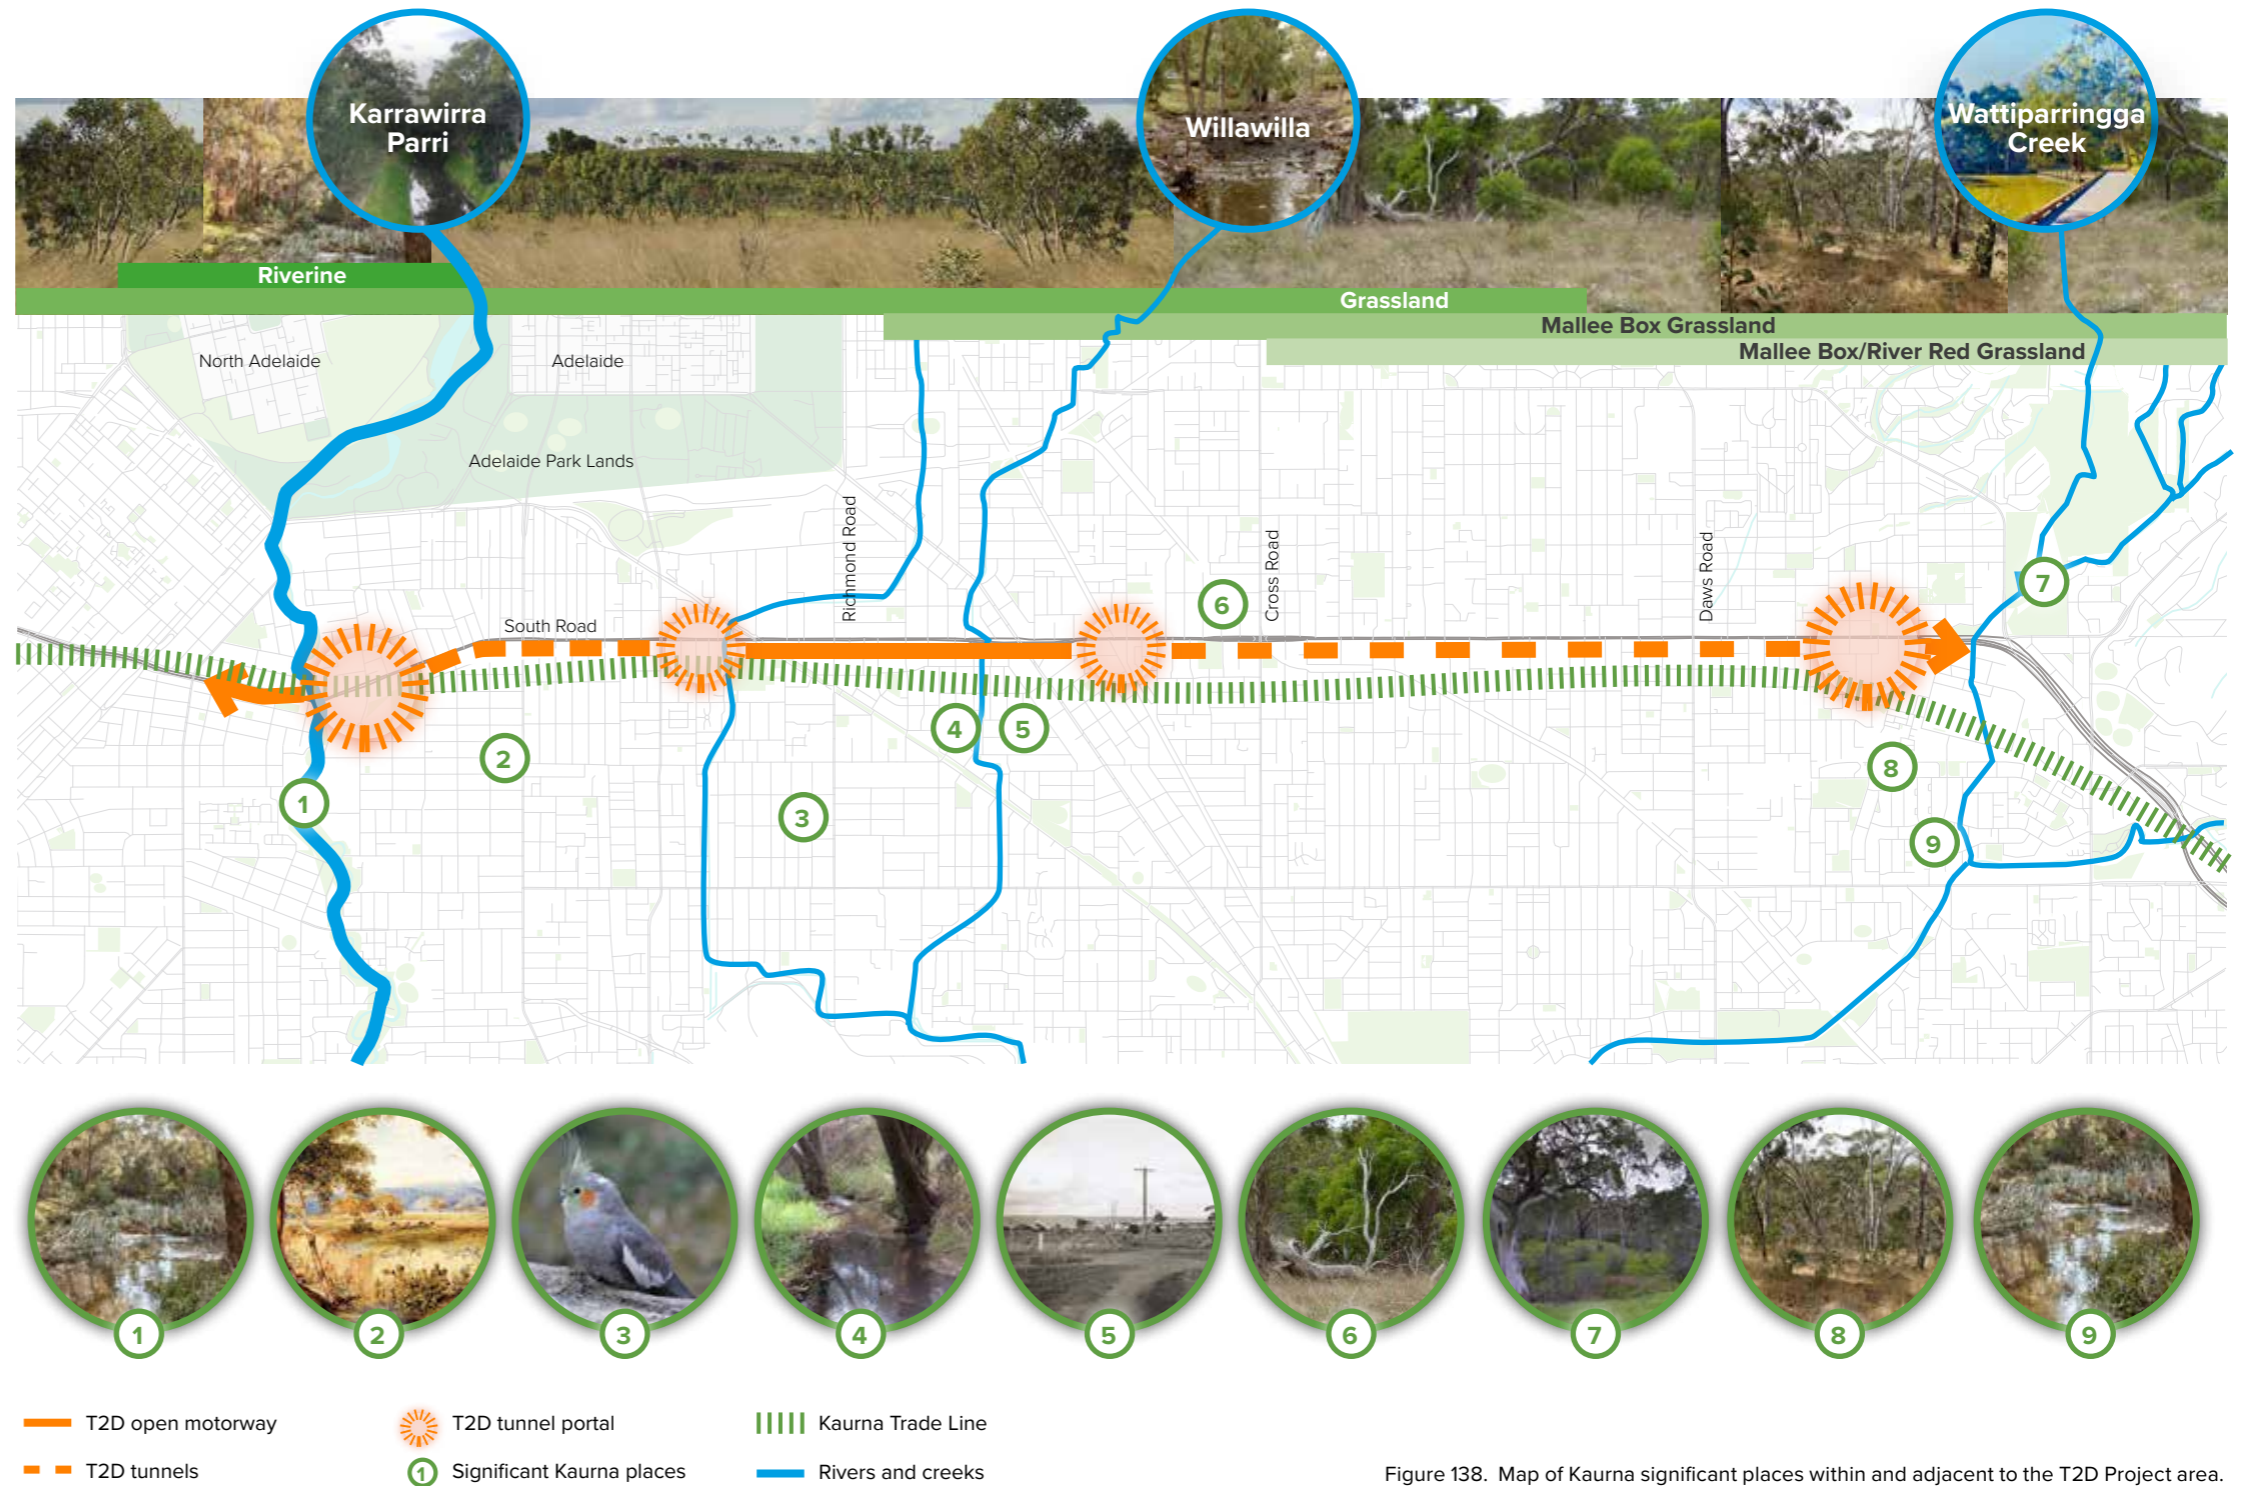 Karrawirra
Parri
Willawilla
Wattiparringga
Creek
Riverine
Grassland
Mallee Box Grassland
Mallee Box/River Red Grassland
North Adelaide
Adelaide
Adelaide Park Lands
Richmond Road
Cross Road
Daws Road
South Road
6
7
4
5
2
8
1
3
9
1
2
3
4
5
6
7
8
9
T2D open motorway
T2D tunnel portal
Kaurna Trade Line
T2D tunnels
1
Significant Kaurna places
Rivers and creeks
Figure 138. Map of Kaurna significant places within and adjacent to the T2D Project area.